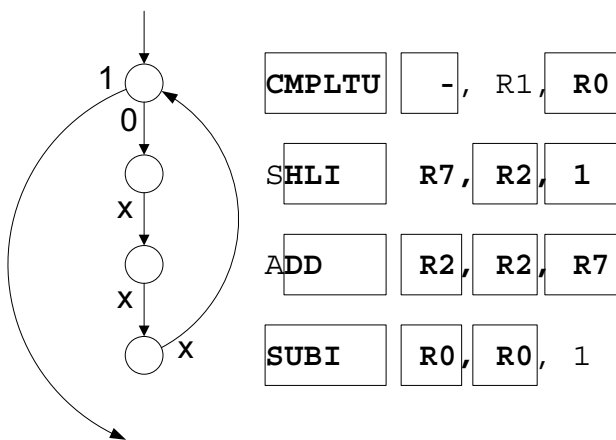 1 CMPLTU -, R1, R0
0
SHLI R7, R2, 1
x
ADD R2, R2, R7
x
SUBI R0, R0, 1
x